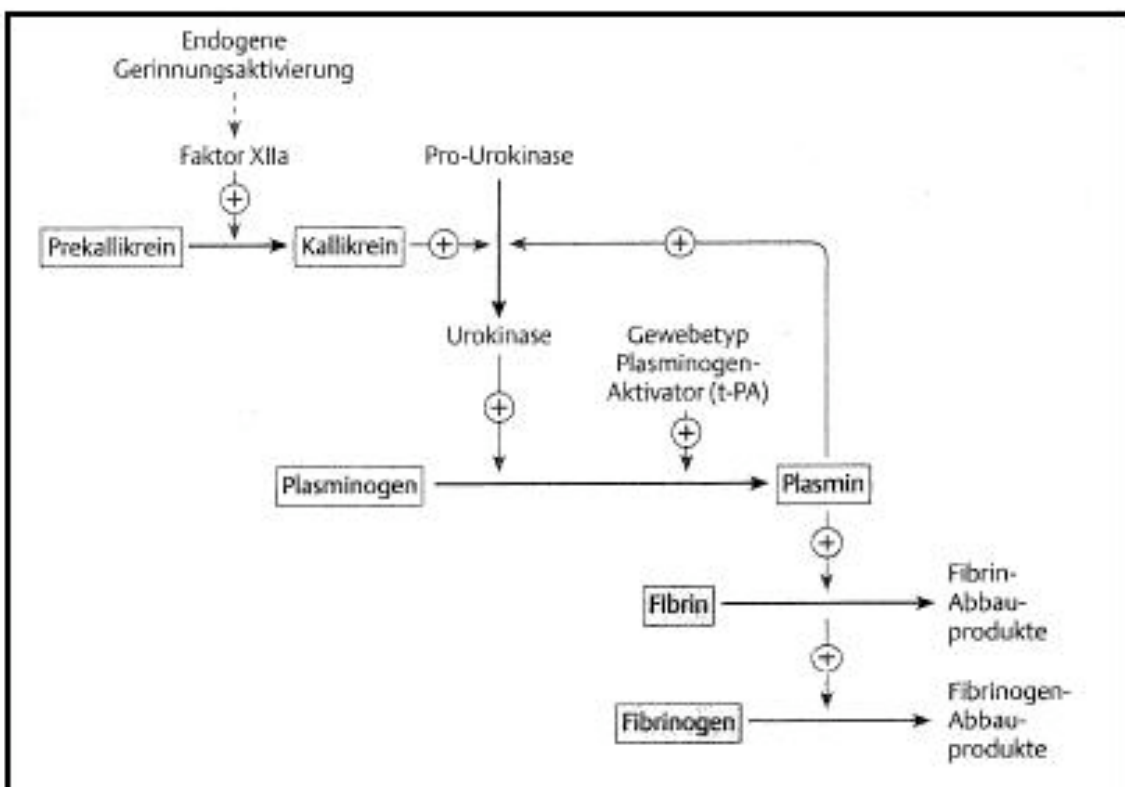 Endogene
Gerinnungsaktivierung
Faktor XIIa
Pro-Urokinase
+
Prekallikrein
Kallikrein
+
+
Urokinase
Gewebetyp
Plasminogen-
Aktivator (t-PA)
+
+
Plasminogen
Plasmin
+
Fibrin
Fibrin-
Abbau-
produkte
+
Fibrinogen
Fibrinogen-
Abbau-
produkte